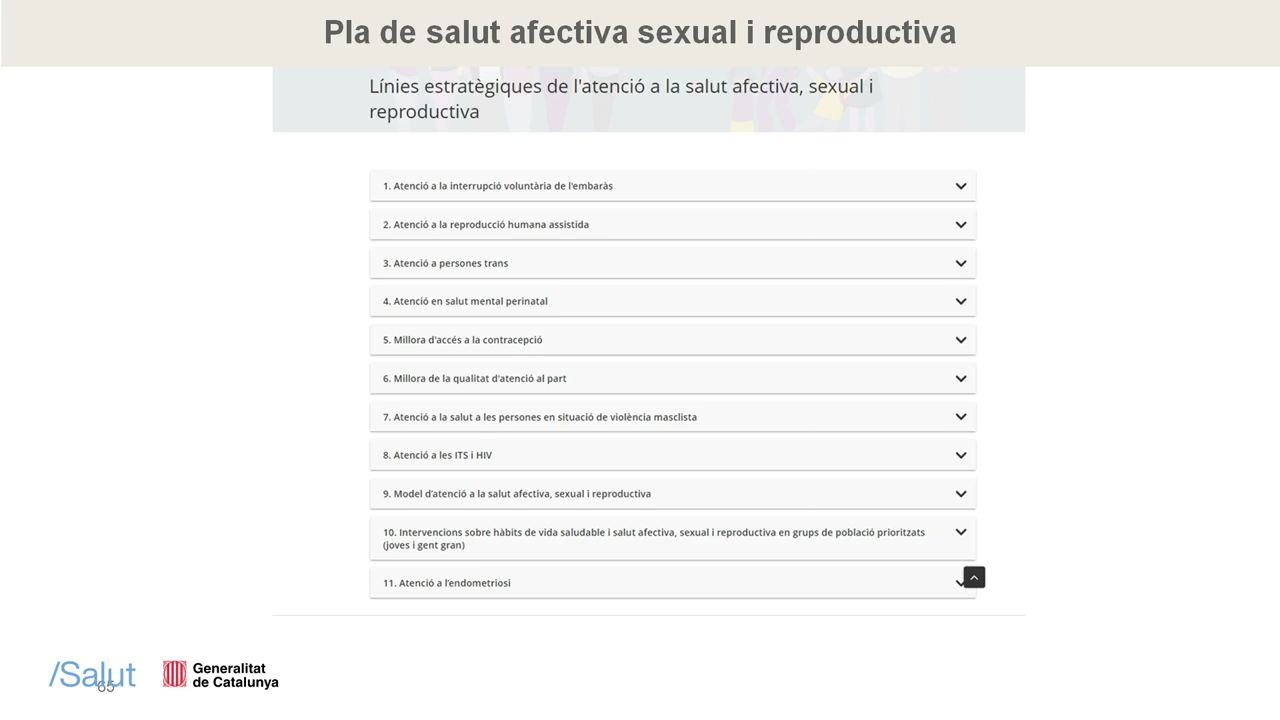 Pla de salut afectiva sexual i reproductiva
Línies estratègiques de l'atenció a la salut afectiva, sexual i
reproductiva
1. Atenció a la interrupció voluntària de l'embaràs
2. Atenció a la reproducció humana assistida
3. Atenció a persones trans
4. Atenció en salut mental perinatal
5. Millora d'accés a la contracepció
6. Millora de la qualitat d'atenció al part
7. Atenció a la salut a les persones en situació de violència masclista
8. Atenció a les ITS i HIV
9. Model d'atenció a la salut afectiva, sexual i reproductiva
10. Intervencions sobre hàbits de vida saludable i salut afectiva, sexual i reproductiva en grups de població prioritzats
(joves i gent gran)
11. Atenció a l'endometriosi
/Salut
65
Generalitat
de Catalunya